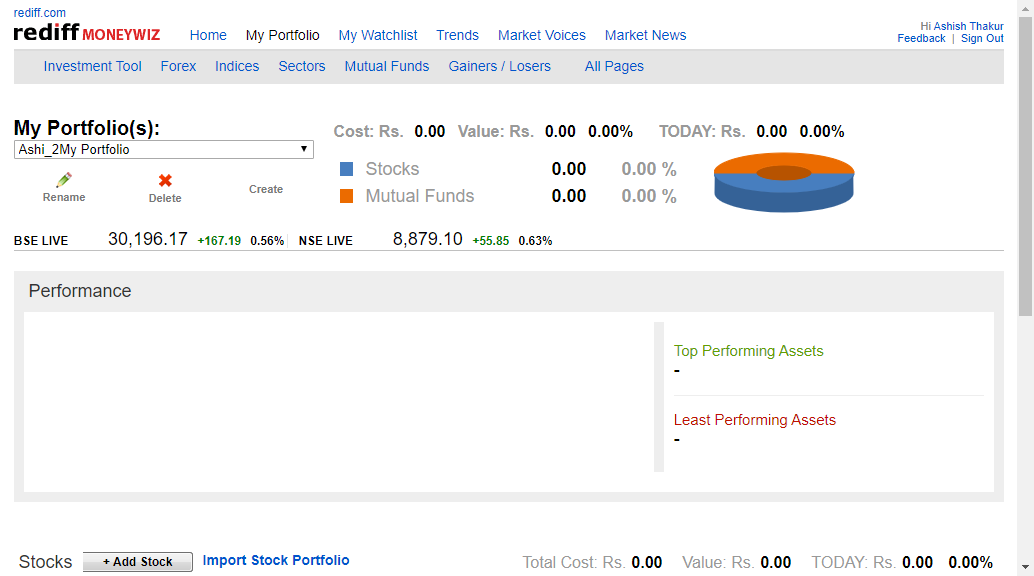 rediff.com
rediff MONEYWIZ Home My Portfolio My Watchlist Trends Market Voices Market News
Hi Ashish Thakur
Feedback | Sign Out
Investment Tool Forex Indices Sectors Mutual Funds Gainers / Losers All Pages
My Portfolio(s):
Ashi_2My Portfolio
Rename Delete Create
Cost: Rs. 0.00 Value: Rs. 0.00 0.00% TODAY: Rs. 0.00 0.00%
Stocks 0.00 0.00 %
Mutual Funds 0.00 0.00 %
BSE LIVE 30,196.17 +167.19 0.56% NSE LIVE 8,879.10 +55.85 0.63%
Performance
Top Performing Assets
-
Least Performing Assets
-
Stocks + Add Stock Import Stock Portfolio Total Cost: Rs. 0.00 Value: Rs. 0.00 TODAY: Rs. 0.00 0.00%